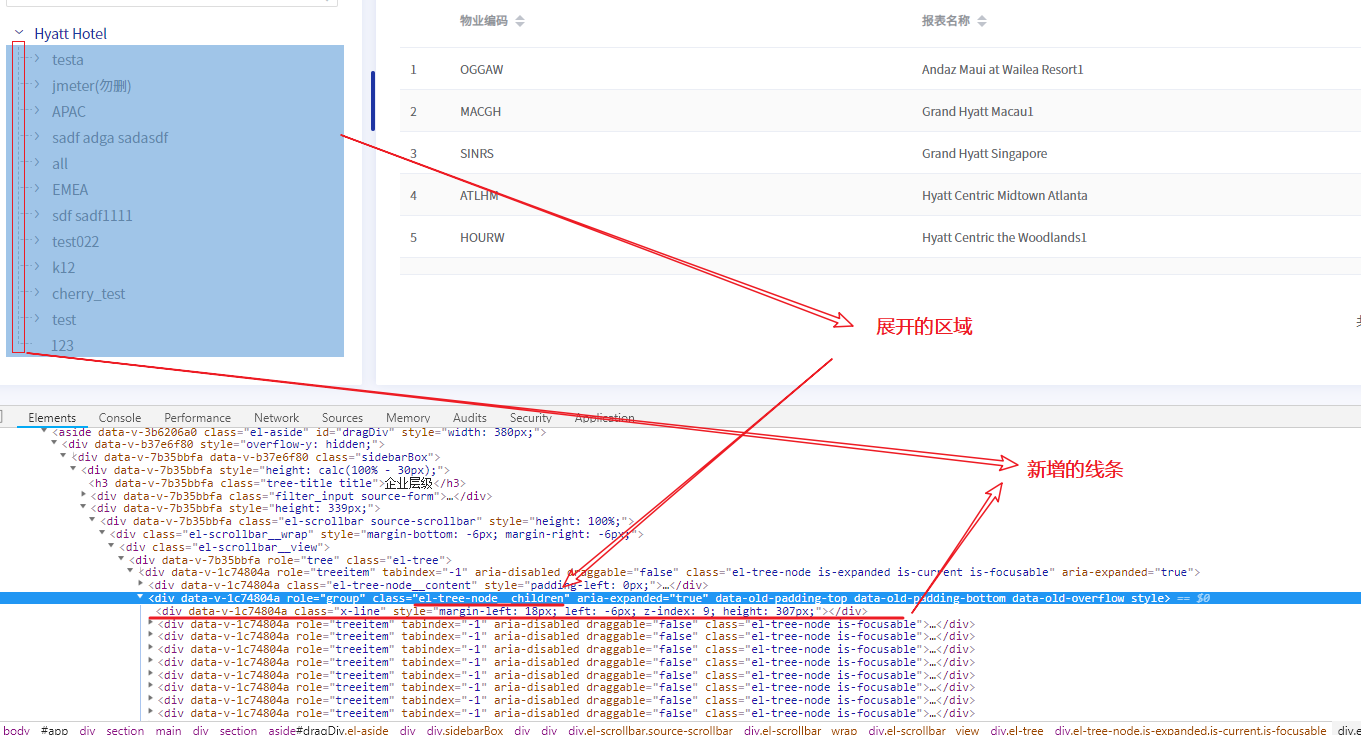 物业编码 报表名称
Hyatt Hotel
testa
jmeter(勿删)
APAC
sadf adga sadasdf
all
EMEA
sdf sadf1111
test022
k12
cherry_test
test
123
1 OGGAW Andaz Maui at Wailea Resort1
2 MACGH Grand Hyatt Macau1
3 SINRS Grand Hyatt Singapore
4 ATLHM Hyatt Centric Midtown Atlanta
5 HOURW Hyatt Centric the Woodlands1
展开的区域
新增的线条
Elements Console Performance Network Sources Memory Audits Security Application
<aside data-v-3b6206a0 class="el-aside" id="dragDiv" style="width: 380px;">
<div data-v-b37e6f80 style="overflow-y: hidden;">
<div data-v-7b35bbfa data-v-b37e6f80 class="sidebarBox">
<div data-v-7b35bbfa style="height: calc(100% - 30px);">
<h3 data-v-7b35bbfa class="tree-title title">企业层级</h3>
<div data-v-7b35bbfa class="filter_input source-form">…</div>
<div data-v-7b35bbfa style="height: 339px;">
<div data-v-7b35bbfa class="el-scrollbar source-scrollbar" style="height: 100%;">
<div class="el-scrollbar__wrap" style="margin-bottom: -6px; margin-right: -6px;">
<div class="el-scrollbar__view">
<div data-v-7b35bbfa role="tree" class="el-tree">
<div data-v-1c74804a role="treeitem" tabindex="-1" aria-disabled draggable="false" class="el-tree-node is-expanded is-current is-focusable" aria-expanded="true">
<div data-v-1c74804a class="el-tree-node__content" style="padding-left: 0px;">…</div>
<div data-v-1c74804a role="group" class="el-tree-node__children" aria-expanded="true" data-old-padding-top data-old-padding-bottom data-old-overflow style> == $0
<div data-v-1c74804a class="x-line" style="margin-left: 18px; left: -6px; z-index: 9; height: 307px;"></div>
<div data-v-1c74804a role="treeitem" tabindex="-1" aria-disabled draggable="false" class="el-tree-node is-focusable">…</div>
<div data-v-1c74804a role="treeitem" tabindex="-1" aria-disabled draggable="false" class="el-tree-node is-focusable">…</div>
<div data-v-1c74804a role="treeitem" tabindex="-1" aria-disabled draggable="false" class="el-tree-node is-focusable">…</div>
<div data-v-1c74804a role="treeitem" tabindex="-1" aria-disabled draggable="false" class="el-tree-node is-focusable">…</div>
<div data-v-1c74804a role="treeitem" tabindex="-1" aria-disabled draggable="false" class="el-tree-node is-focusable">…</div>
<div data-v-1c74804a role="treeitem" tabindex="-1" aria-disabled draggable="false" class="el-tree-node is-focusable">…</div>
<div data-v-1c74804a role="treeitem" tabindex="-1" aria-disabled draggable="false" class="el-tree-node is-focusable">…</div>
<div data-v-1c74804a role="treeitem" tabindex="-1" aria-disabled draggable="false" class="el-tree-node is-focusable">…</div>
body #app div section main div section aside#dragDiv.el-aside div div.sidebarBox div div div.el-scrollbar.source-scrollbar div.el-scrollbar__wrap div.el-scrollbar__view div.el-tree div.el-tree-node.is-expanded.is-current.is-focusable